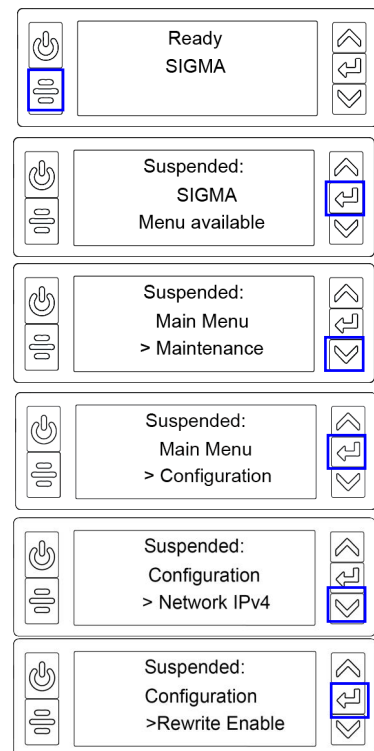 Ready
SIGMA
Suspended:
SIGMA
Menu available
Suspended:
Main Menu
> Maintenance
Suspended:
Main Menu
> Configuration
Suspended:
Configuration
> Network IPv4
Suspended:
Configuration
>Rewrite Enable